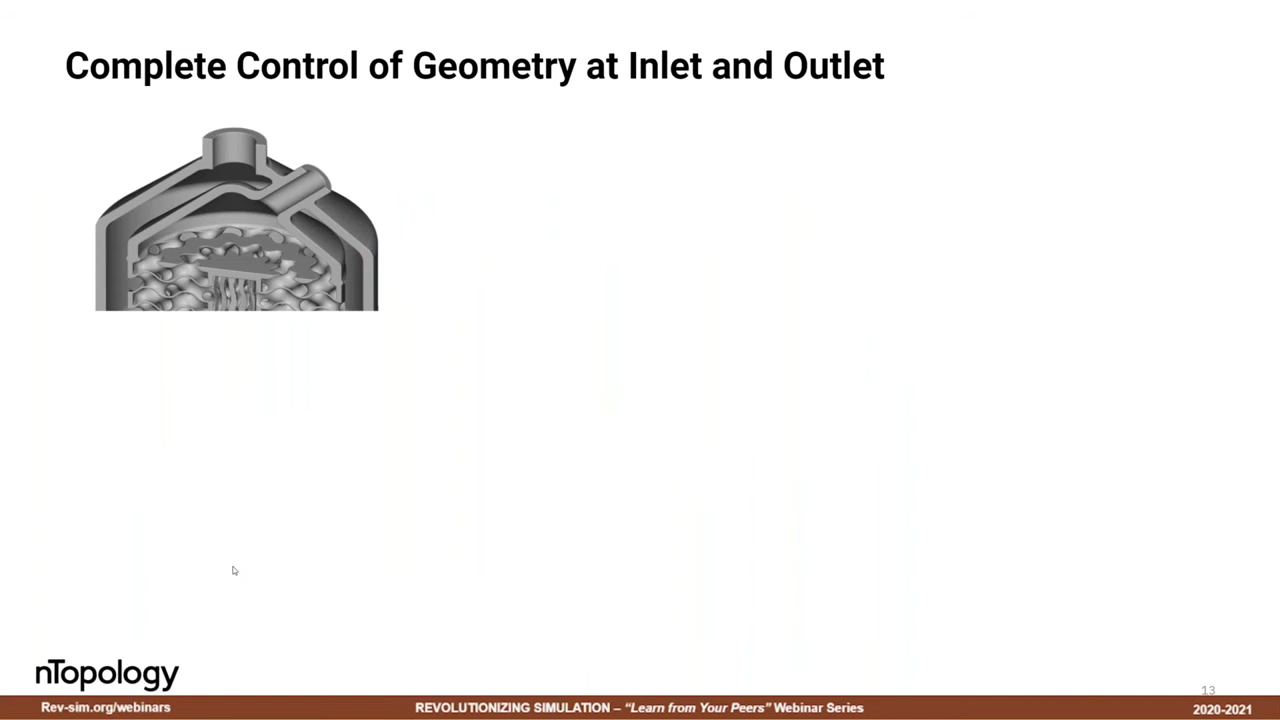 Complete Control of Geometry at Inlet and Outlet
nTopology
13
Rev-sim.org/webinars
REVOLUTIONIZING SIMULATION – “Learn from Your Peers” Webinar Series
2020-2021